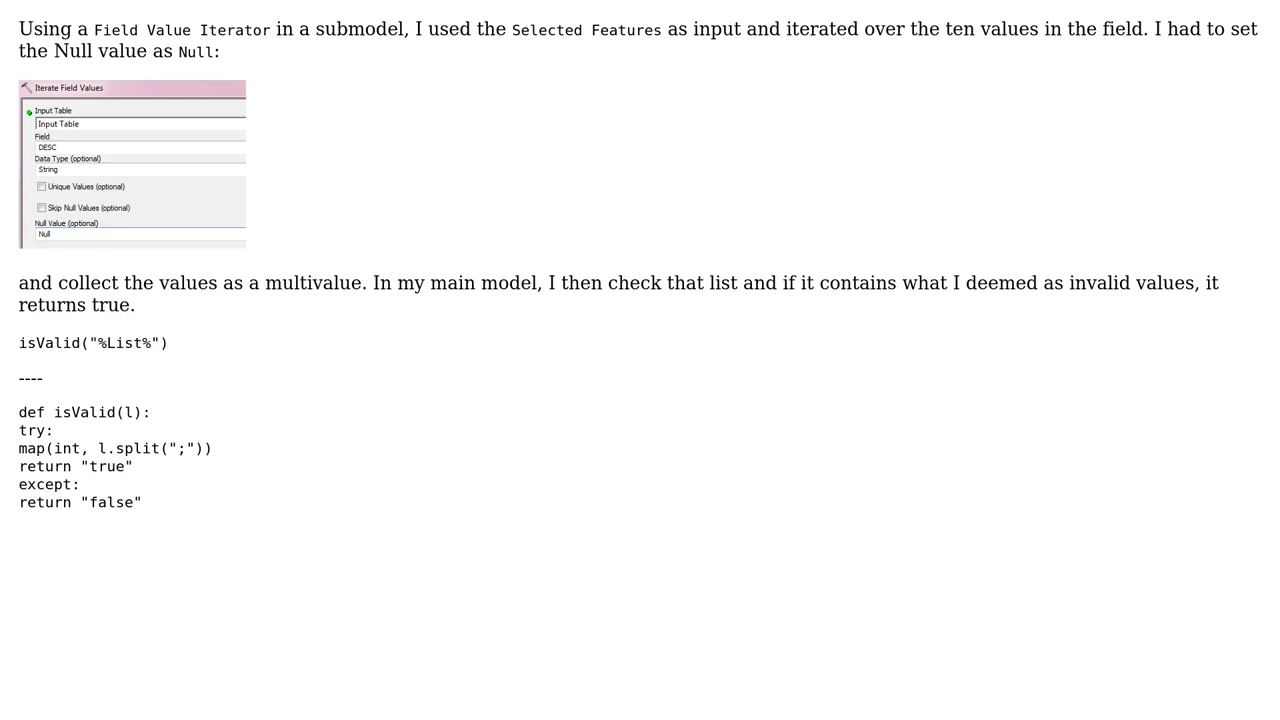 Using a Field Value Iterator in a submodel, I used the Selected Features as input and iterated over the ten values in the field. I had to set
the Null value as Null:
Iterate Field Values
Input Table
Input Table
Field
DESC
Data Type (optional)
String
Unique Values (optional)
Skip Null Values (optional)
Null Value (optional)
Null
and collect the values as a multivalue. In my main model, I then check that list and if it contains what I deemed as invalid values, it
returns true.
isValid("%List%")
----
def isValid(l):
try:
map(int, l.split(";"))
return "true"
except:
return "false"